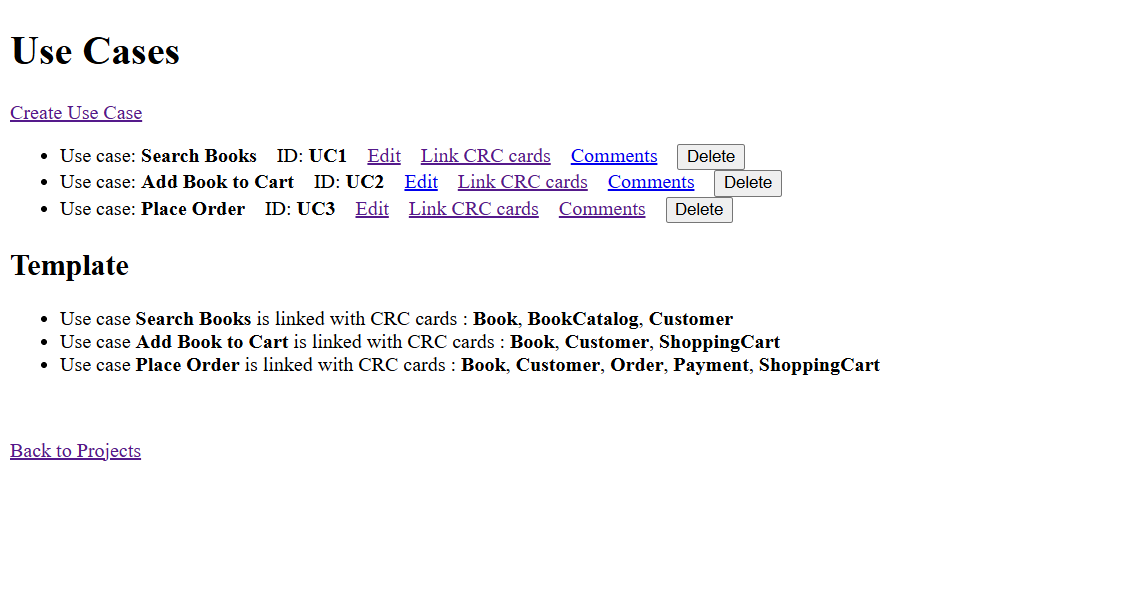 Use Cases
Create Use Case
Use case: Search Books ID: UC1 Edit Link CRC cards Comments Delete
Use case: Add Book to Cart ID: UC2 Edit Link CRC cards Comments Delete
Use case: Place Order ID: UC3 Edit Link CRC cards Comments Delete
Template
Use case Search Books is linked with CRC cards : Book, BookCatalog, Customer
Use case Add Book to Cart is linked with CRC cards : Book, Customer, ShoppingCart
Use case Place Order is linked with CRC cards : Book, Customer, Order, Payment, ShoppingCart
Back to Projects